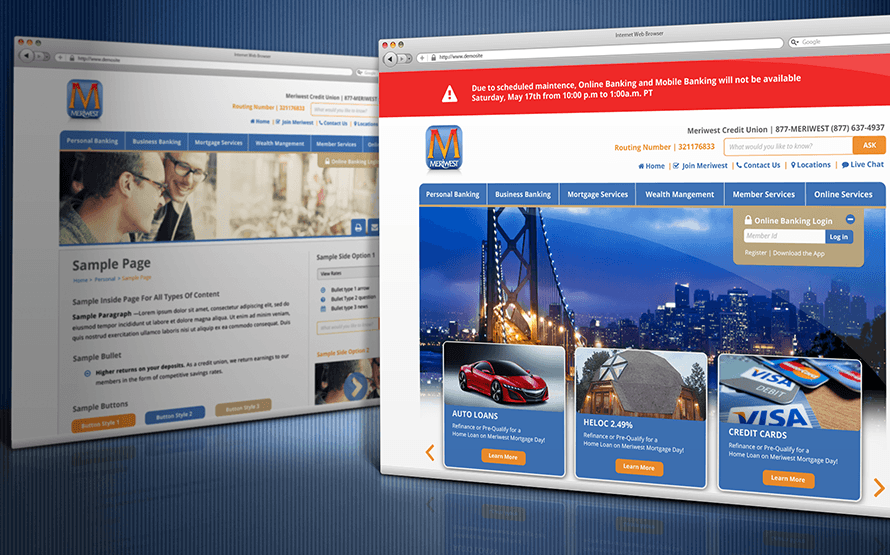 Internet Web Browser
http://www.demosite
Meriwest Credit Union | 877-MERIWEST
Routing Number | 321176833
What would you like to know?
Home | Join Meriwest | Contact Us | Locations
M
MERIWEST
Personal Banking
Business Banking
Mortgage Services
Wealth Mangement
Member Services
Online
Online Banking Login
Sample Page
Home > Personal > Sample Page
Sample Inside Page For All Types Of Content
Sample Paragraph —Lorem ipsum dolor sit amet, consectetur adipiscing elit, sed do
eiusmod tempor incididunt ut labore et dolore magna aliqua. Ut enim ad minim veniam,
quis nostrud exercitation ullamco laboris nisi ut aliquip ex ea commodo consequat. Duis
Sample Bullet
Higher returns on your deposits. As a credit union, we return earnings to our
members in the form of competitive savings rates.
Sample Buttons
Button Style 1
Button Style 2
Button Style 3
Sample Side Option 1
View Rates
Bullet type 1 arrow
Bullet Type 2 question
Bullet type 3 news
What would you like to know?
Sample Side Option 2
Internet Web Browser
http://www.demosite
Google
Due to scheduled maintence, Online Banking and Mobile Banking will not be available
Saturday, May 17th from 10:00 p.m to 1:00a.m. PT
M
MERIWEST
Meriwest Credit Union | 877-MERIWEST (877) 637-4937
Routing Number | 321176833
What would you like to know?
ASK
Home | Join Meriwest | Contact Us | Locations | Live Chat
Personal Banking
Business Banking
Mortgage Services
Wealth Mangement
Member Services
Online Services
Online Banking Login
Member Id
Log in
Register | Download the App
AUTO LOANS
Refinance or Pre-Qualify for a
Home Loan on Meriwest Mortgage Day!
Learn More
HELOC 2.49%
Refinance or Pre-Qualify for a
Home Loan on Meriwest Mortgage Day!
Learn More
VISA
DEBIT
VISA
CREDIT CARDS
Refinance or Pre-Qualify for a
Home Loan on Meriwest Mortgage Day!
Learn More